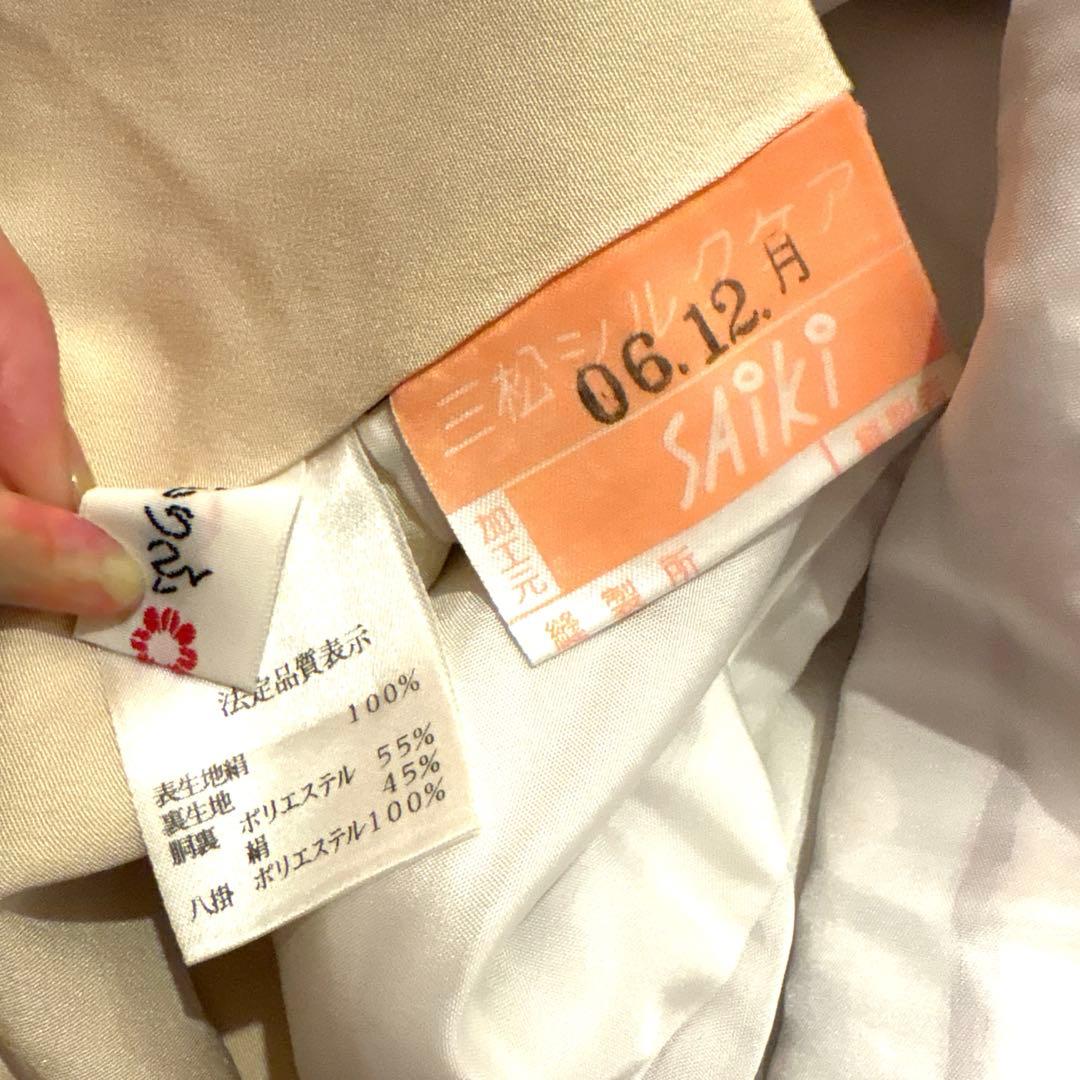 三松シルクケア
06.12.月
SAiKi
加工元
縫製所
法定品質表示
表生地絹 100%
裏生地
胴裏 ポリエステル 55%
絹 45%
八掛 ポリエステル100%